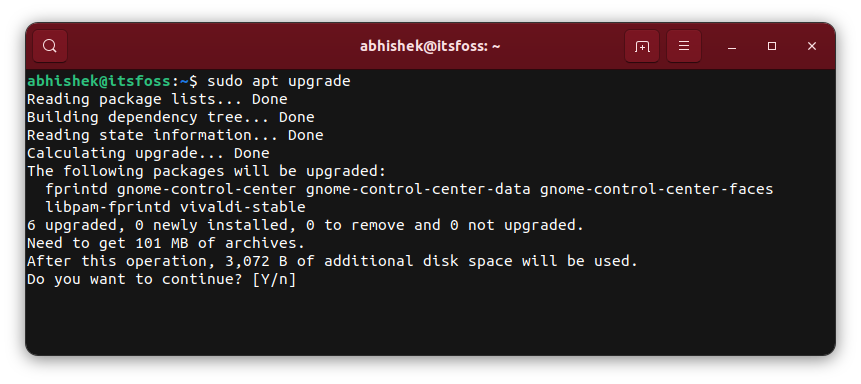 abhishek@itsfoss: ~
abhishek@itsfoss:~$ sudo apt upgrade
Reading package lists... Done
Building dependency tree... Done
Reading state information... Done
Calculating upgrade... Done
The following packages will be upgraded:
  fprintd gnome-control-center gnome-control-center-data gnome-control-center-faces
  libpam-fprintd vivaldi-stable
6 upgraded, 0 newly installed, 0 to remove and 0 not upgraded.
Need to get 101 MB of archives.
After this operation, 3,072 B of additional disk space will be used.
Do you want to continue? [Y/n]